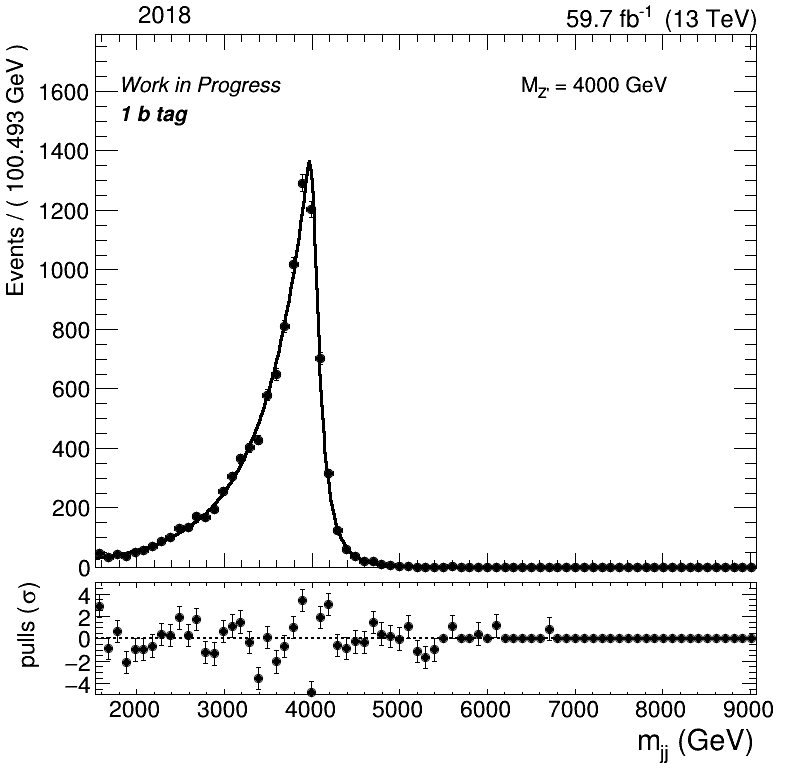 2018
59.7 fb⁻¹ (13 TeV)
Events / ( 100.493 GeV )
1600
1400
1200
1000
800
600
400
200
0
Work in Progress
1 b tag
M_Z' = 4000 GeV
pulls (σ)
4
2
0
−2
−4
2000 3000 4000 5000 6000 7000 8000 9000
m_jj (GeV)